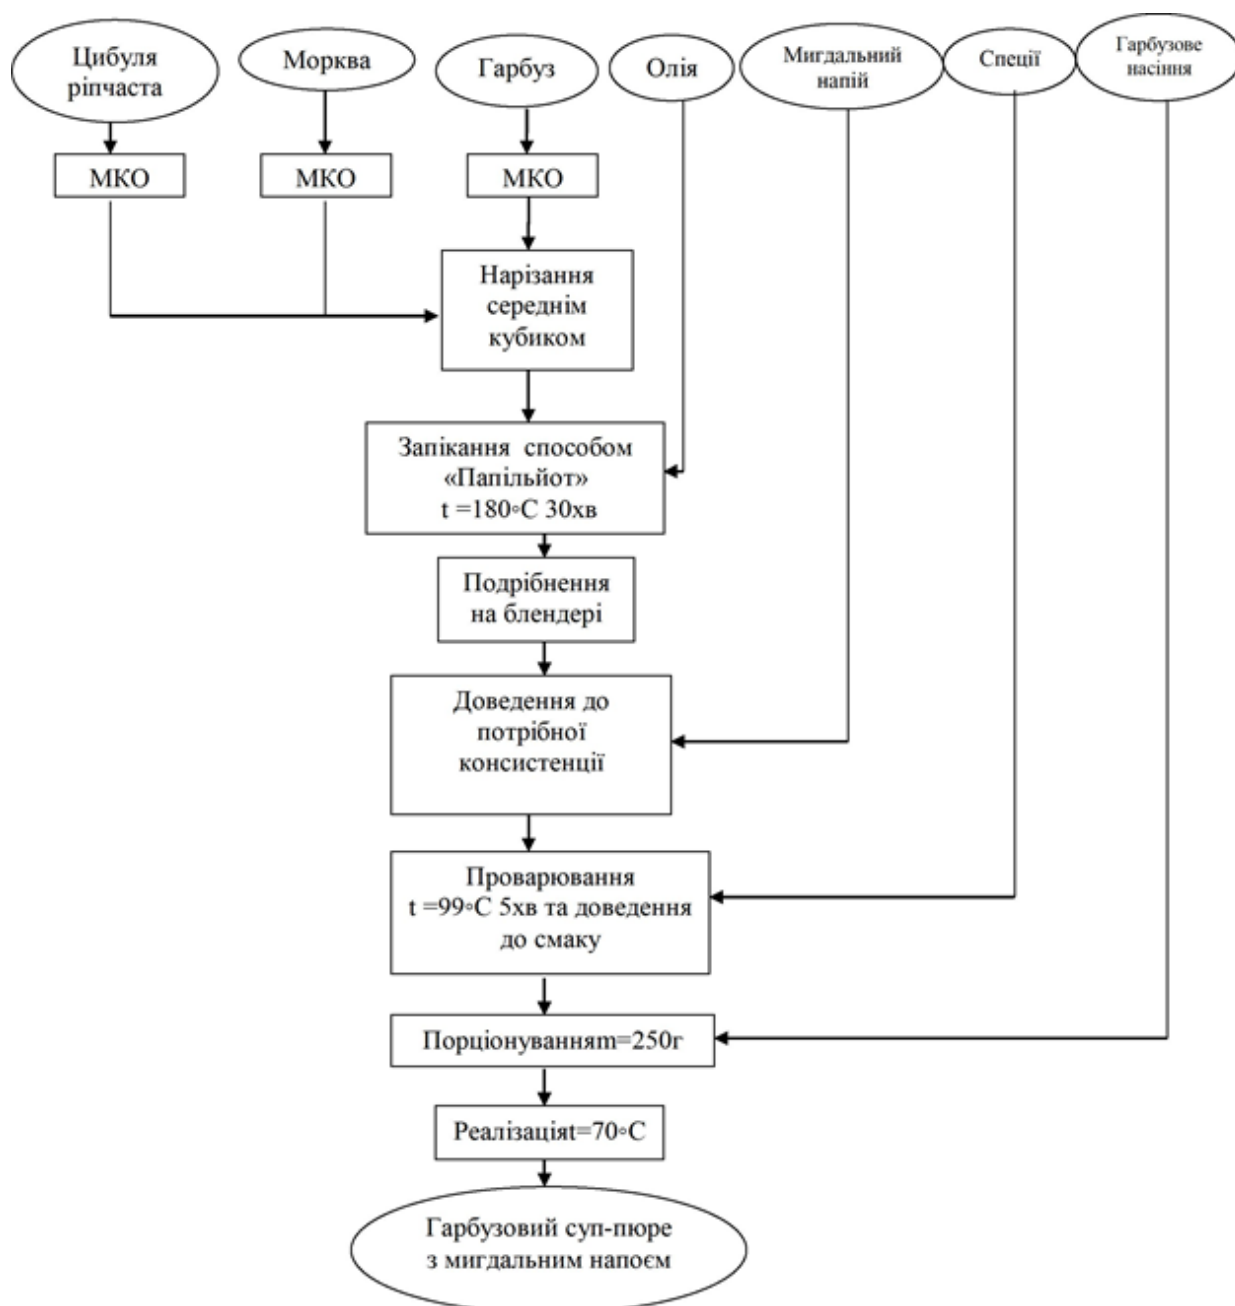 Цибуля
ріпчаста
Морква
Гарбуз
Олія
Мигдальний
напій
Спеції
Гарбузове
насіння
МКО
МКО
МКО
Нарізання
середнім
кубиком
Запікання способом
«Папільйот»
t =180◦С 30хв
Подрібнення
на блендері
Доведення до
потрібної
консистенції
Проварювання
t =99◦С 5хв та доведення
до смаку
Порціонуванняm=250г
Реалізаціяt=70◦С
Гарбузовий суп-пюре
з мигдальним напоєм